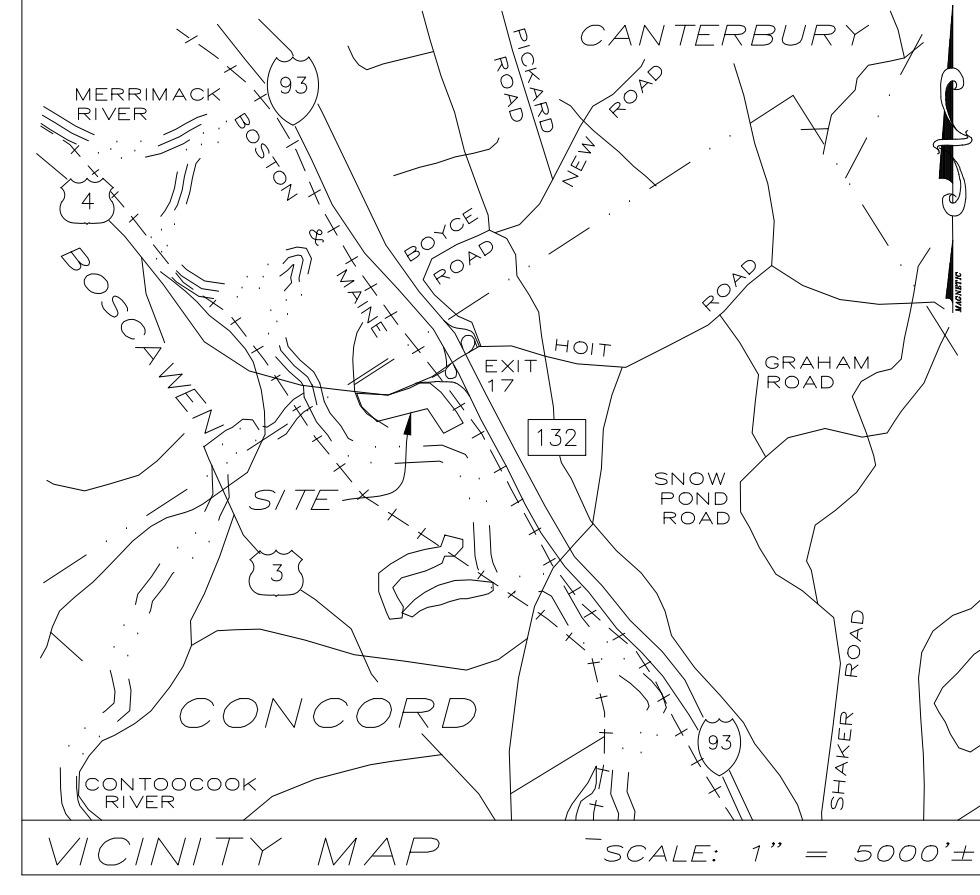 CANTERBURY
PICKARD
ROAD
93
MERRIMACK
RIVER
NEW ROAD
BOSTON & MAINE
4
BOYCE
ROAD
BOSCAWEN
MAGNETIC
ROAD
HOIT
EXIT
17
GRAHAM
ROAD
132
SNOW
POND
ROAD
SITE
3
SHAKER ROAD
CONCORD
93
CONTOOCOOK
RIVER
VICINITY MAP
SCALE: 1" = 5000'±